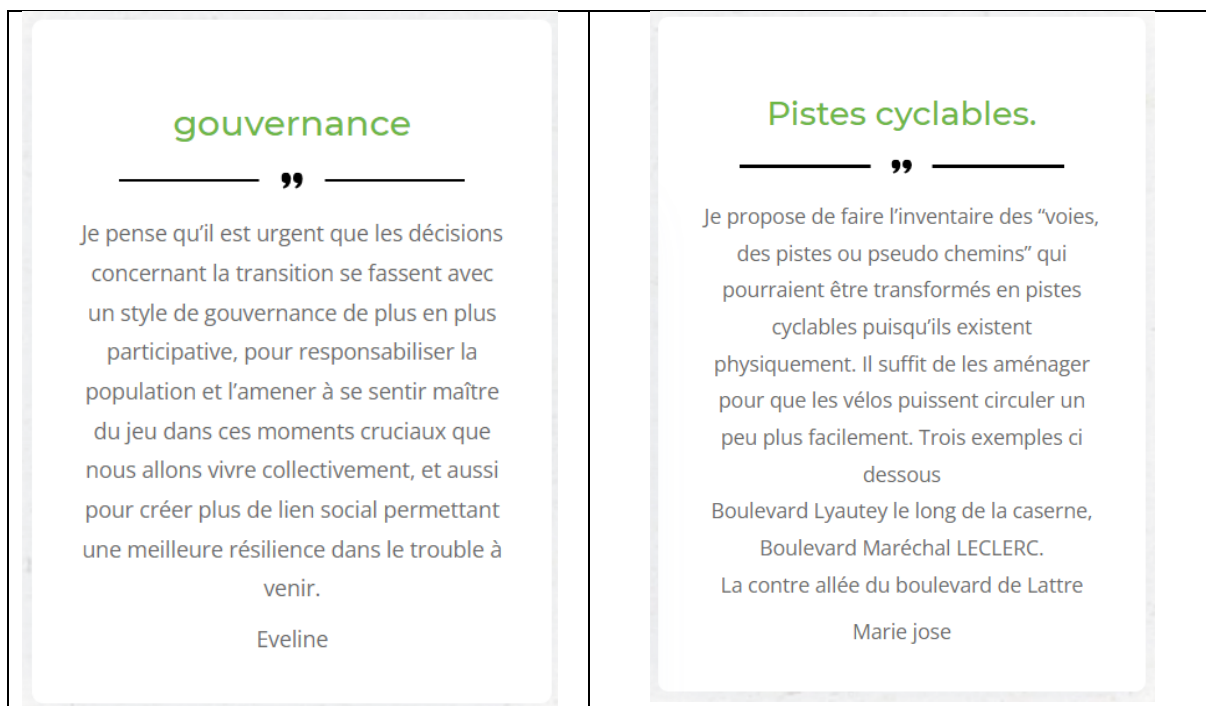 gouvernance
”
Je pense qu’il est urgent que les décisions
concernant la transition se fassent avec
un style de gouvernance de plus en plus
participative, pour responsabiliser la
population et l’amener à se sentir maître
du jeu dans ces moments cruciaux que
nous allons vivre collectivement, et aussi
pour créer plus de lien social permettant
une meilleure résilience dans le trouble à
venir.
Eveline
Pistes cyclables.
”
Je propose de faire l’inventaire des “voies,
des pistes ou pseudo chemins” qui
pourraient être transformés en pistes
cyclables puisqu’ils existent
physiquement. Il suffit de les aménager
pour que les vélos puissent circuler un
peu plus facilement. Trois exemples ci
dessous
Boulevard Lyautey le long de la caserne,
Boulevard Maréchal LECLERC.
La contre allée du boulevard de Lattre
Marie jose